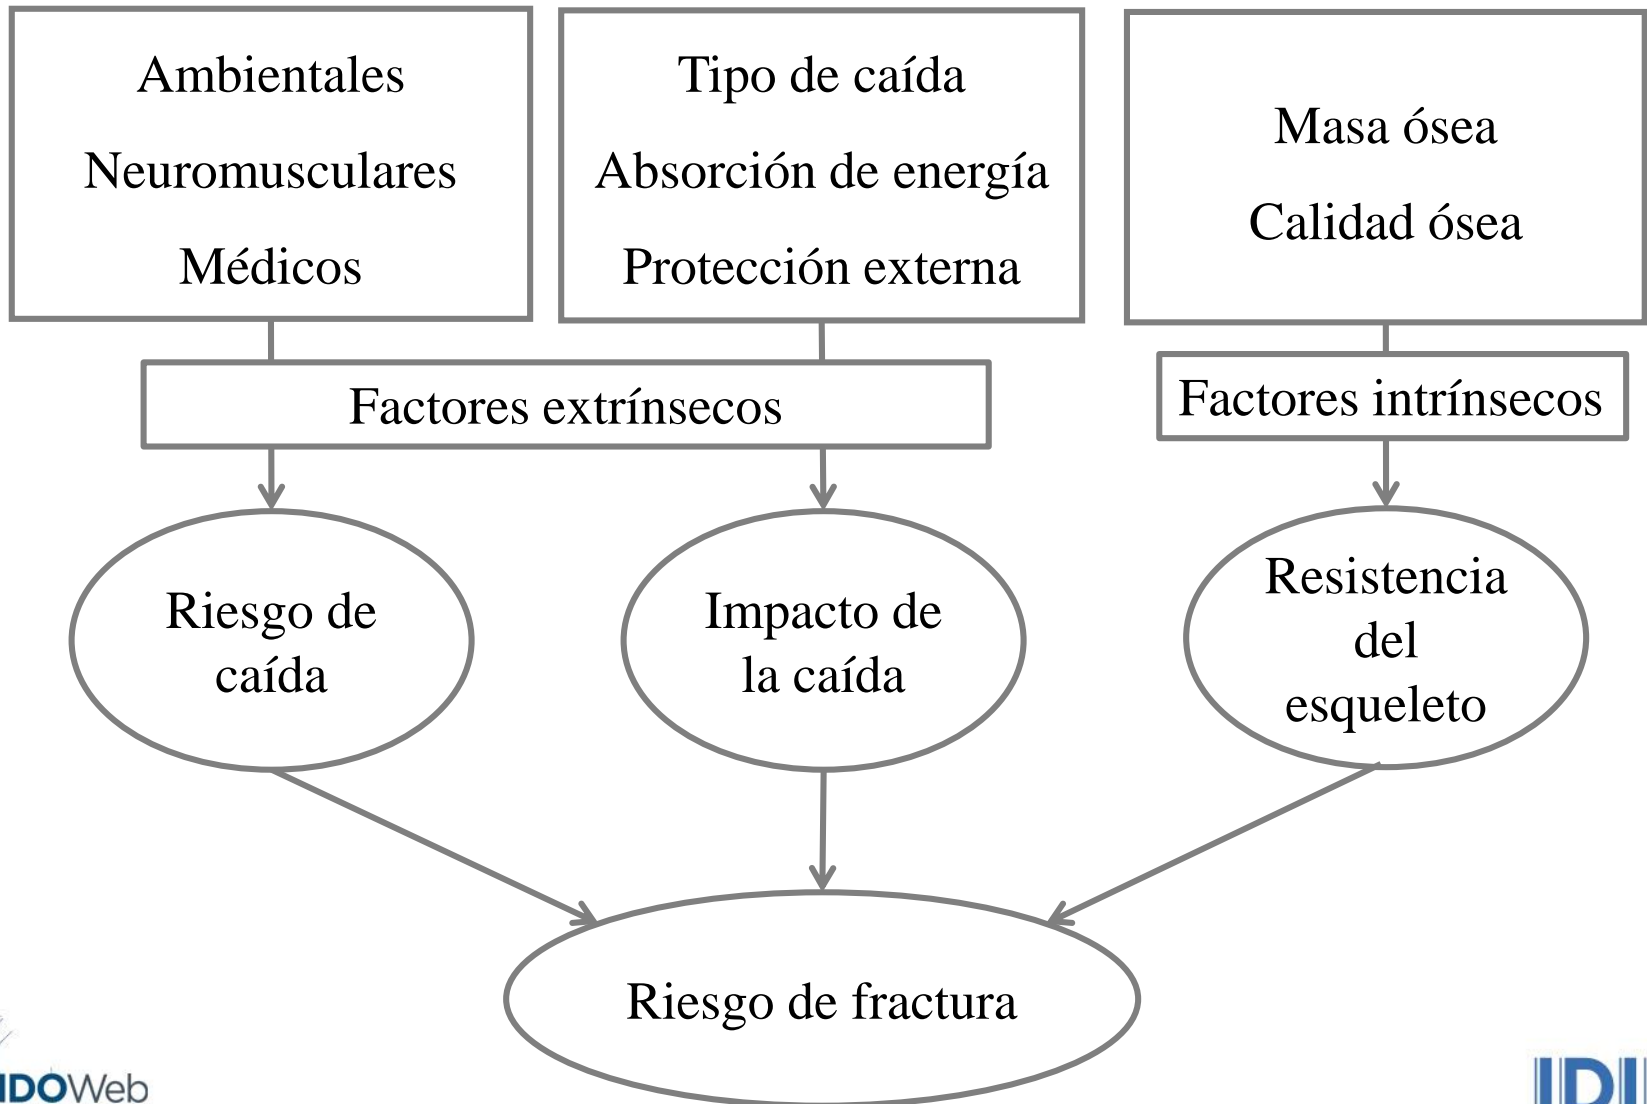 Ambientales
Neuromusculares
Médicos
Tipo de caída
Absorción de energía
Protección externa
Masa ósea
Calidad ósea
Factores extrínsecos
Factores intrínsecos
Riesgo de
caída
Impacto de
la caída
Resistencia
del
esqueleto
Riesgo de fractura
IDOWeb